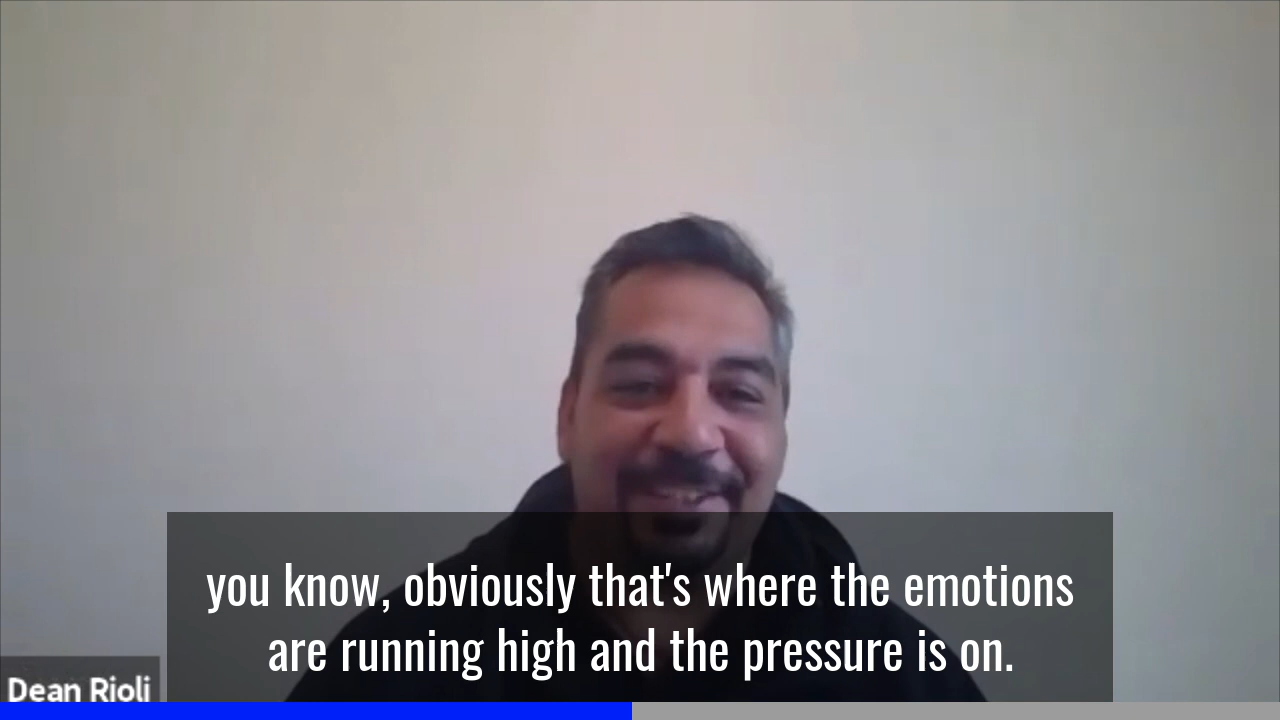 you know, obviously that's where the emotions
are running high and the pressure is on.
Dean Rioli